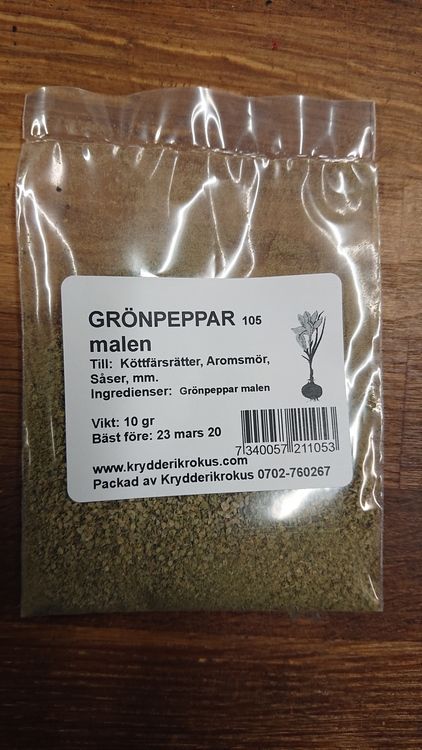 GRÖNPEPPAR 105
malen
Till: Köttfärsrätter, Aromsmör,
Såser, mm.
Ingredienser: Grönpeppar malen
Vikt: 10 gr
Bäst före: 23 mars 20
7 340057 211053
www.krydderikrokus.com
Packad av Krydderikrokus 0702-760267